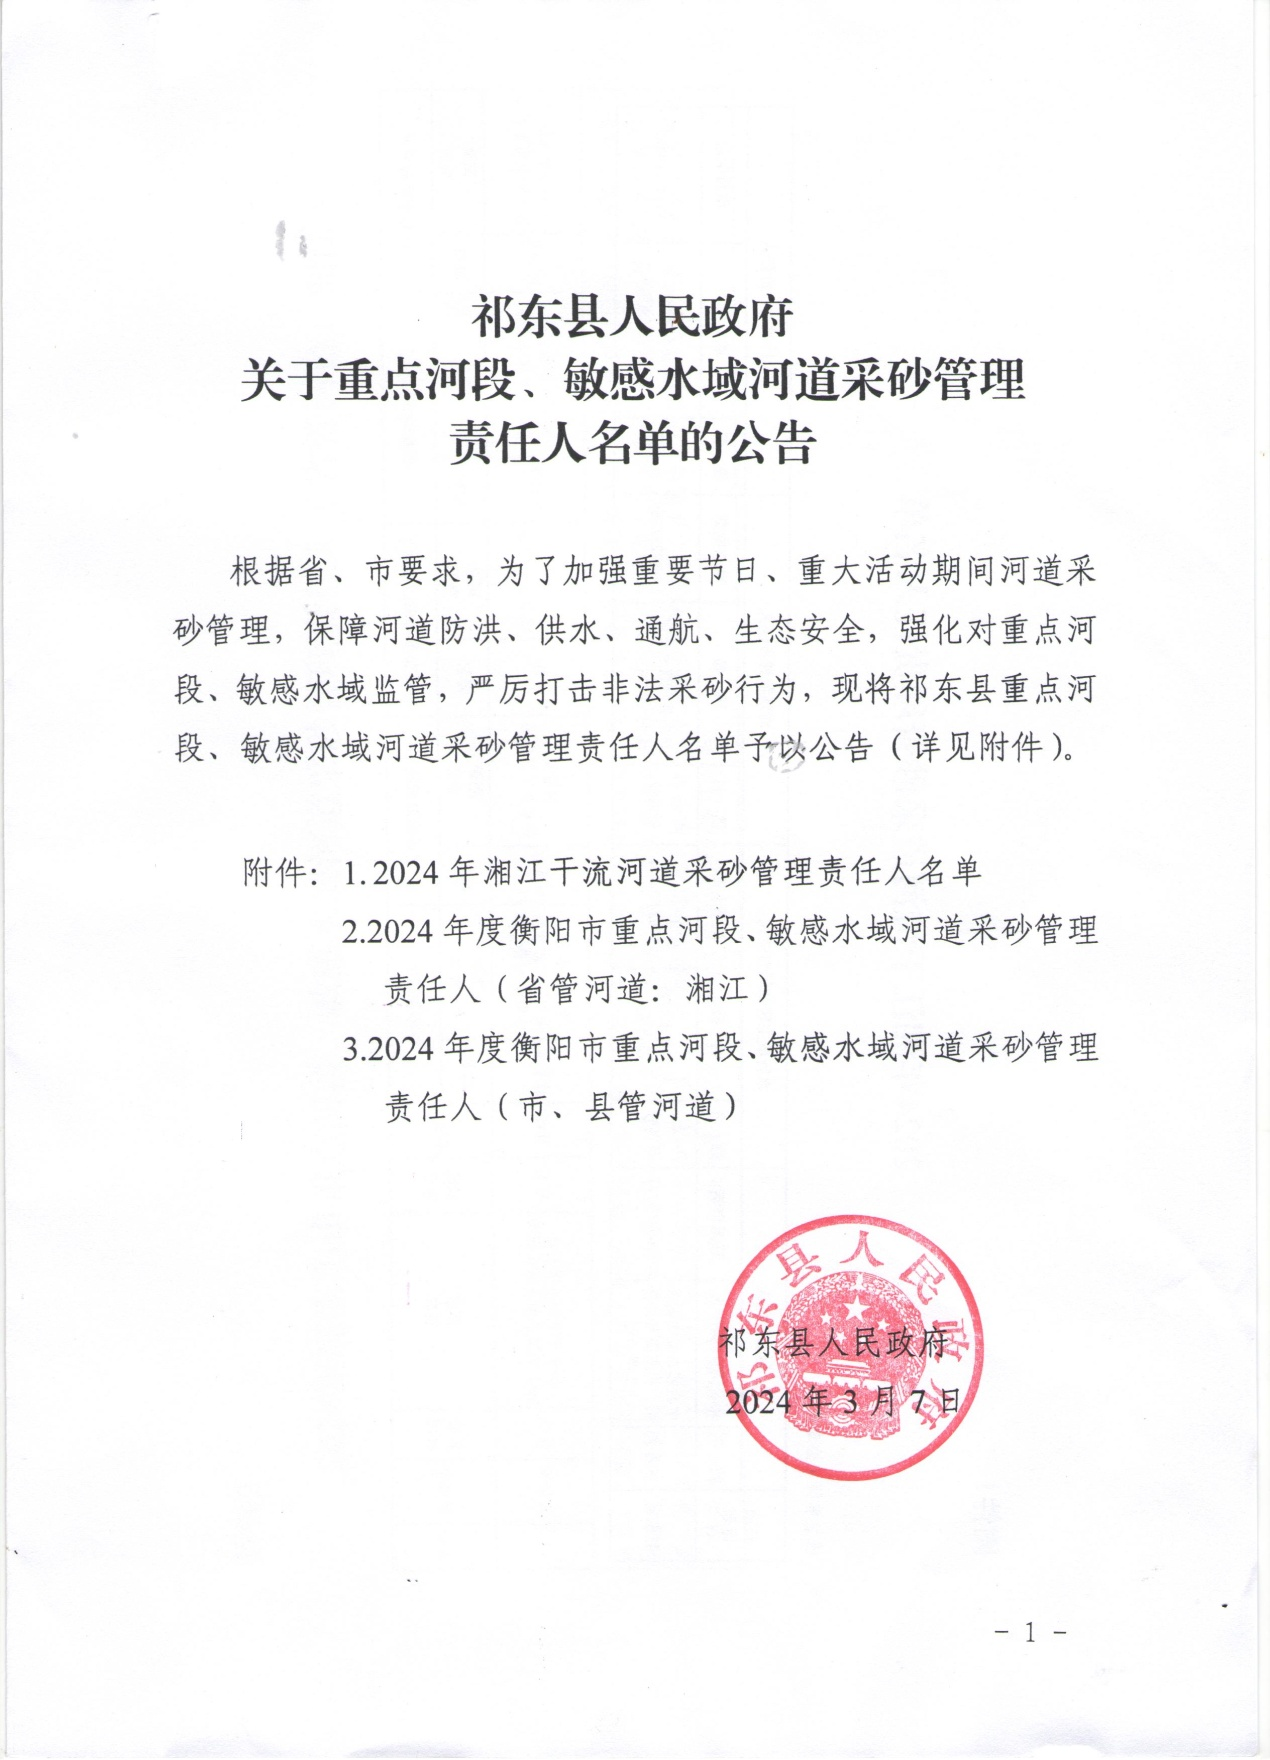 祁东县人民政府
关于重点河段、敏感水域河道采砂管理
责任人名单的公告
根据省、市要求，为了加强重要节日、重大活动期间河道采
砂管理，保障河道防洪、供水、通航、生态安全，强化对重点河
段、敏感水域监管，严厉打击非法采砂行为，现将祁东县重点河
段、敏感水域河道采砂管理责任人名单予以公告（详见附件）。
附件：1.2024年湘江干流河道采砂管理责任人名单
2.2024年度衡阳市重点河段、敏感水域河道采砂管理
责任人（省管河道：湘江）
3.2024年度衡阳市重点河段、敏感水域河道采砂管理
责任人（市、县管河道）
祁东县人民政府
祁东县人民政府
2024年3月7日
- 1 -